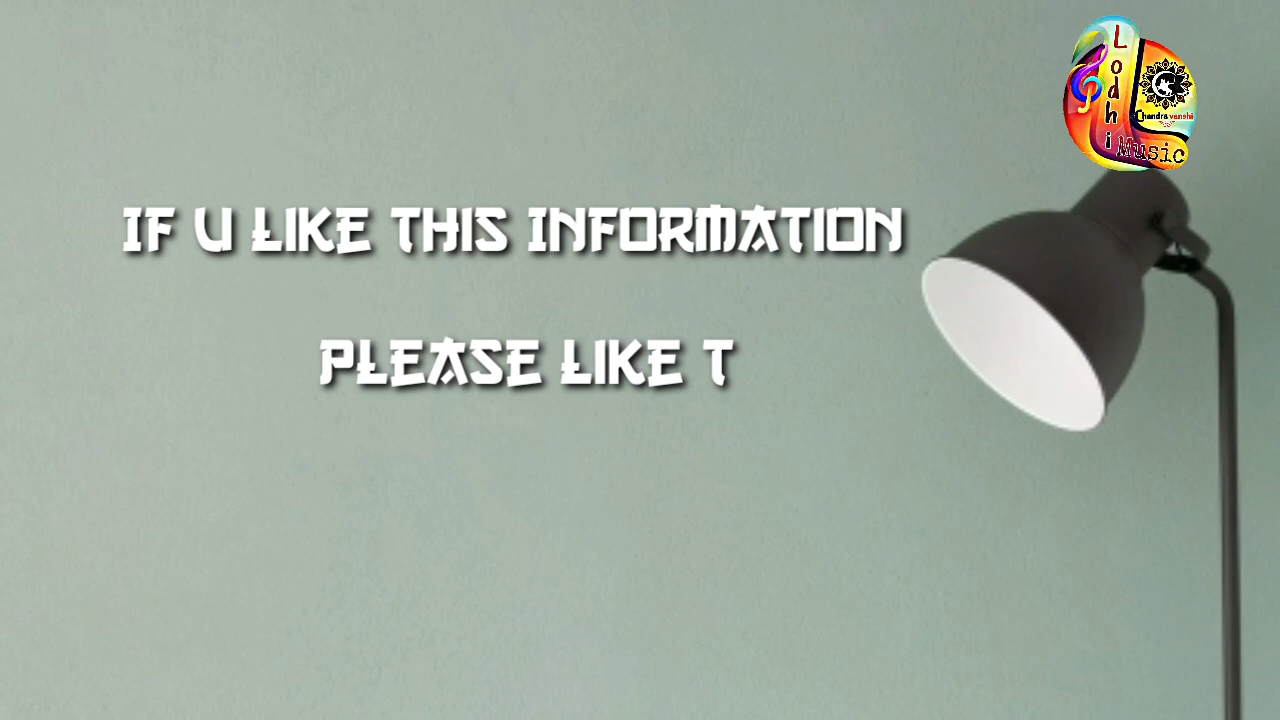 IF U LIKE THIS INFORMATION
PLEASE LIKE T
Lodhi
Chandravanshi
Music